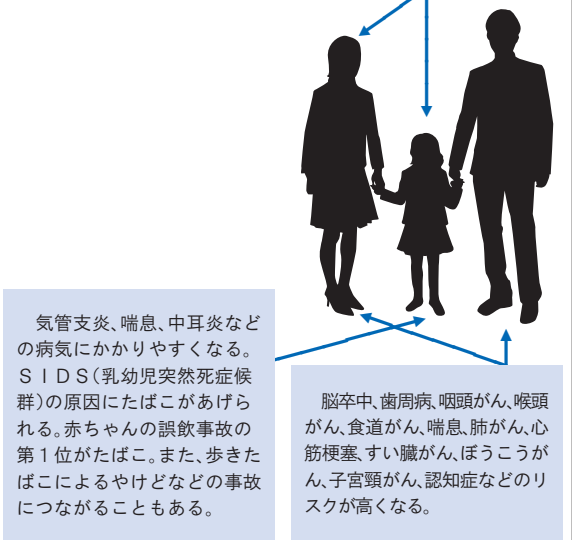 気管支炎、喘息、中耳炎など
の病気にかかりやすくなる。
ＳＩＤＳ(乳幼児突然死症候
群)の原因にたばこがあげら
れる。赤ちゃんの誤飲事故の
第１位がたばこ。また、歩きた
ばこによるやけどなどの事故
につながることもある。
脳卒中、歯周病、咽頭がん、喉頭
がん、食道がん、喘息、肺がん、心
筋梗塞、すい臓がん、ぼうこうが
ん、子宮頸がん、認知症などのリ
スクが高くなる。